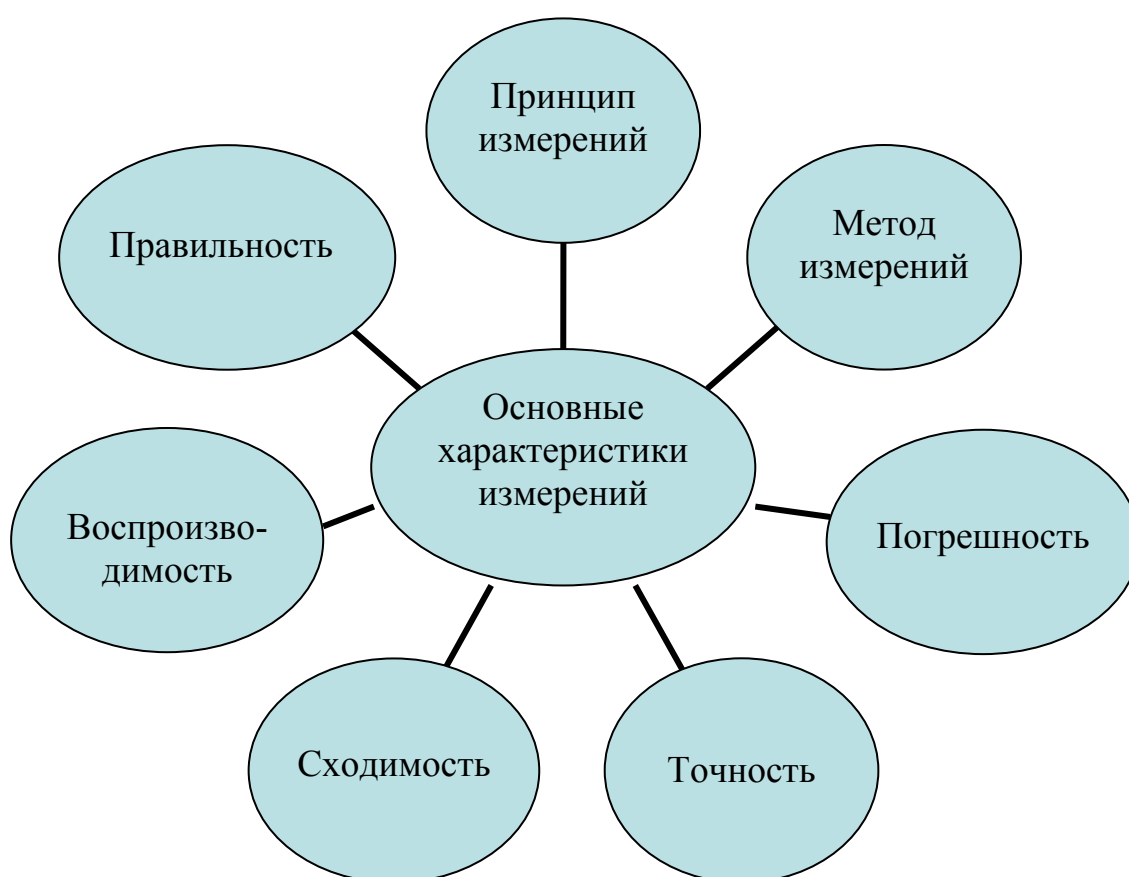 Принцип
измерений
Метод
измерений
Правильность
Основные
характеристики
измерений
Воспроизво-
димость
Погрешность
Сходимость
Точность